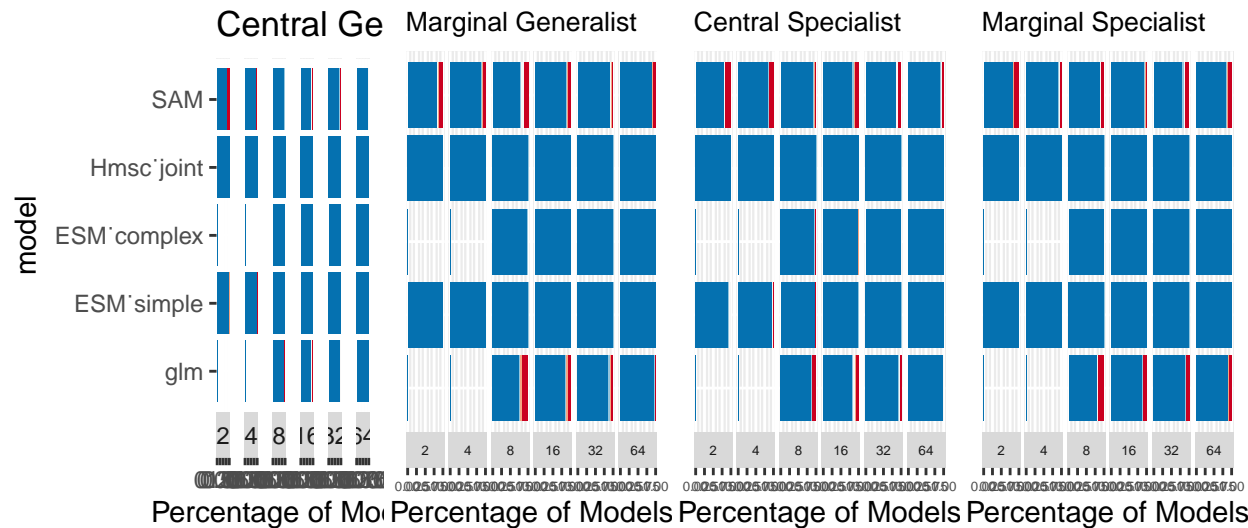 Central Ge
Marginal Generalist
Central Specialist
Marginal Specialist
model
SAM
Hmsc˙joint
ESM˙complex
ESM˙simple
glm
2 4 8 16 32 64
2 4 8 16 32 64
2 4 8 16 32 64
2 4 8 16 32 64
Percentage of Mod
Percentage of Models
Percentage of Models
Percentage of Models